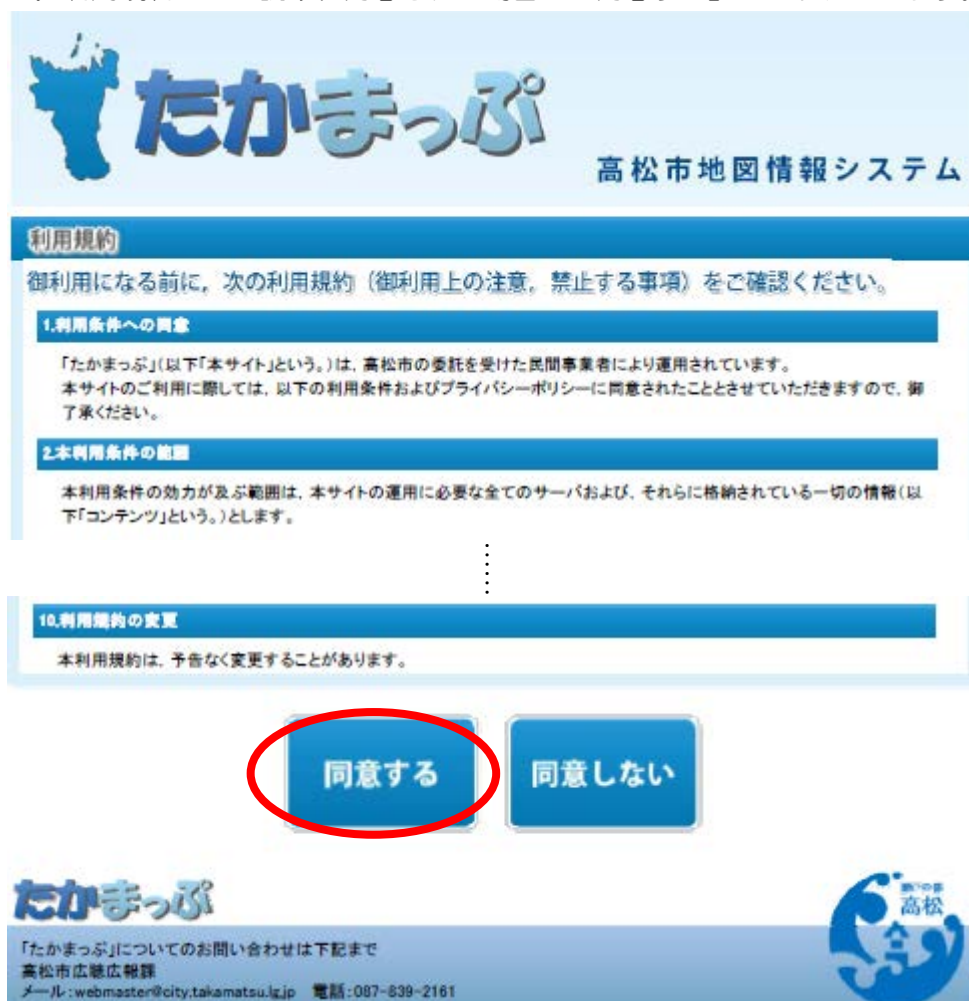 たかまっぷ
高松市地図情報システム
利用規約
御利用になる前に，次の利用規約（御利用上の注意，禁止する事項）をご確認ください。
1.利用条件への同意
「たかまっぷ」(以下「本サイト」という。)は，高松市の委託を受けた民間事業者により運用されています。
本サイトのご利用に際しては，以下の利用条件およびプライバシーポリシーに同意されたこととさせていただきますので，御
了承ください。
2.本利用条件の範囲
本利用条件の効力が及ぶ範囲は，本サイトの運用に必要な全てのサーバおよび，それらに格納されている一切の情報(以
下「コンテンツ」という。)とします。
10.利用規約の変更
本利用規約は，予告なく変更することがあります。
同意する
同意しない
たかまっぷ
高松
「たかまっぷ」についてのお問い合わせは下記まで
高松市広聴広報課
メール:webmaster@city.takamatsu.lg.jp 電話:087-839-2161